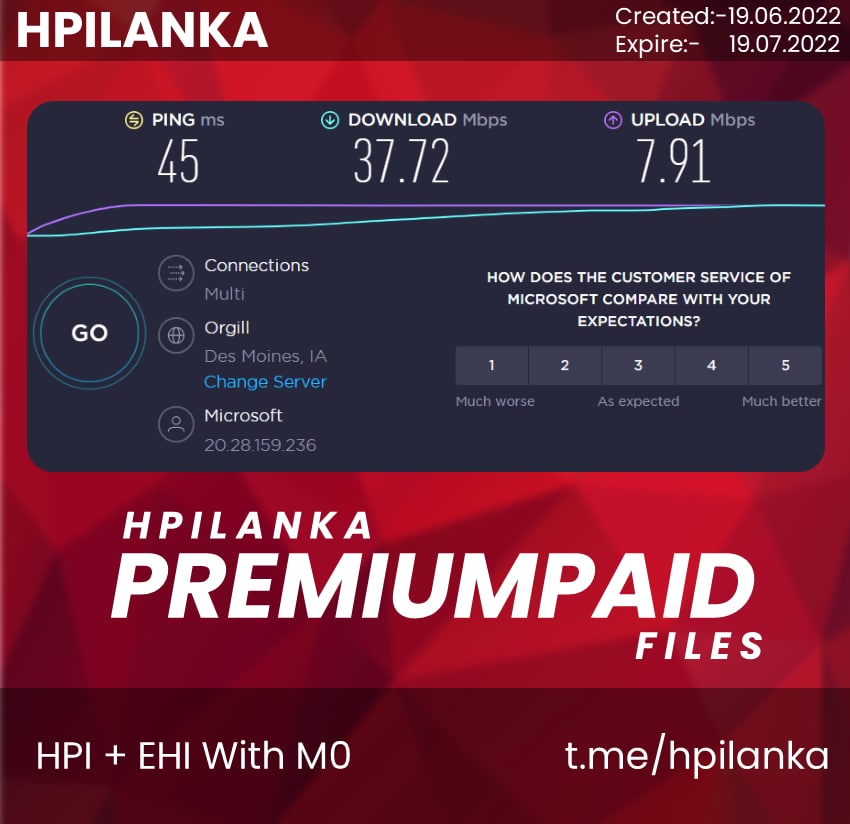 HPILANKA
Created:-19.06.2022
Expire:- 19.07.2022
PING ms
45
DOWNLOAD Mbps
37.72
UPLOAD Mbps
7.91
GO
Connections
Multi
Orgill
Des Moines, IA
Change Server
Microsoft
20.28.159.236
HOW DOES THE CUSTOMER SERVICE OF
MICROSOFT COMPARE WITH YOUR
EXPECTATIONS?
1 2 3 4 5
Much worse As expected Much better
HPILANKA
PREMIUMPAID
FILES
HPI + EHI With M0
t.me/hpilanka